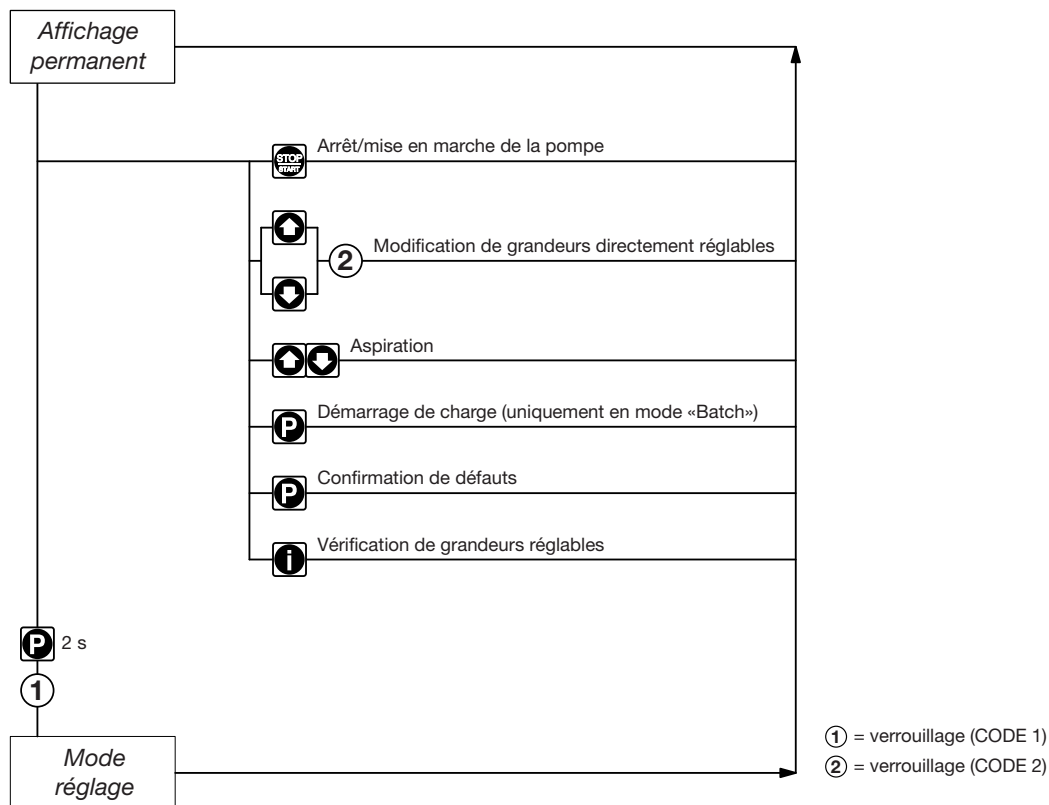 Affichage
permanent
STOP
START
Arrêt/mise en marche de la pompe
2
Modification de grandeurs directement réglables
Aspiration
P
Démarrage de charge (uniquement en mode «Batch»)
P
Confirmation de défauts
i
Vérification de grandeurs réglables
P 2 s
1
Mode
réglage
1 = verrouillage (CODE 1)
2 = verrouillage (CODE 2)